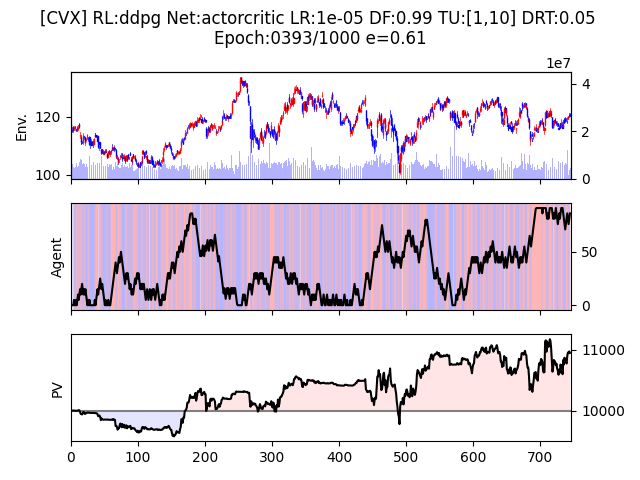 [CVX] RL:ddpg Net:actorcritic LR:1e-05 DF:0.99 TU:[1,10] DRT:0.05
Epoch:0393/1000 e=0.61
1e7
Env.
120
100
4
2
0
Agent
50
0
PV
11000
10000
0 100 200 300 400 500 600 700